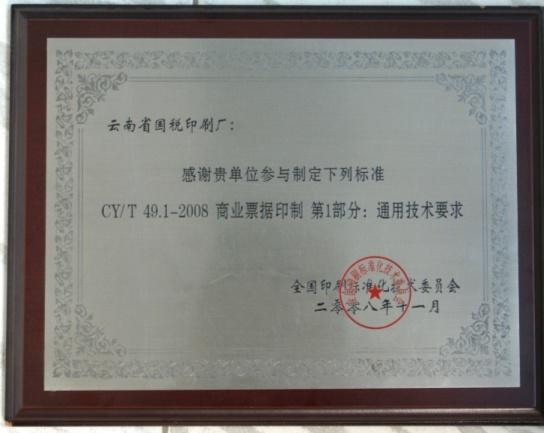 云南省国税印刷厂：
感谢贵单位参与制定下列标准
CY/T 49.1-2008 商业票据印制 第1部分：通用技术要求
全国印刷标准化技术委员会
二零零八年十一月